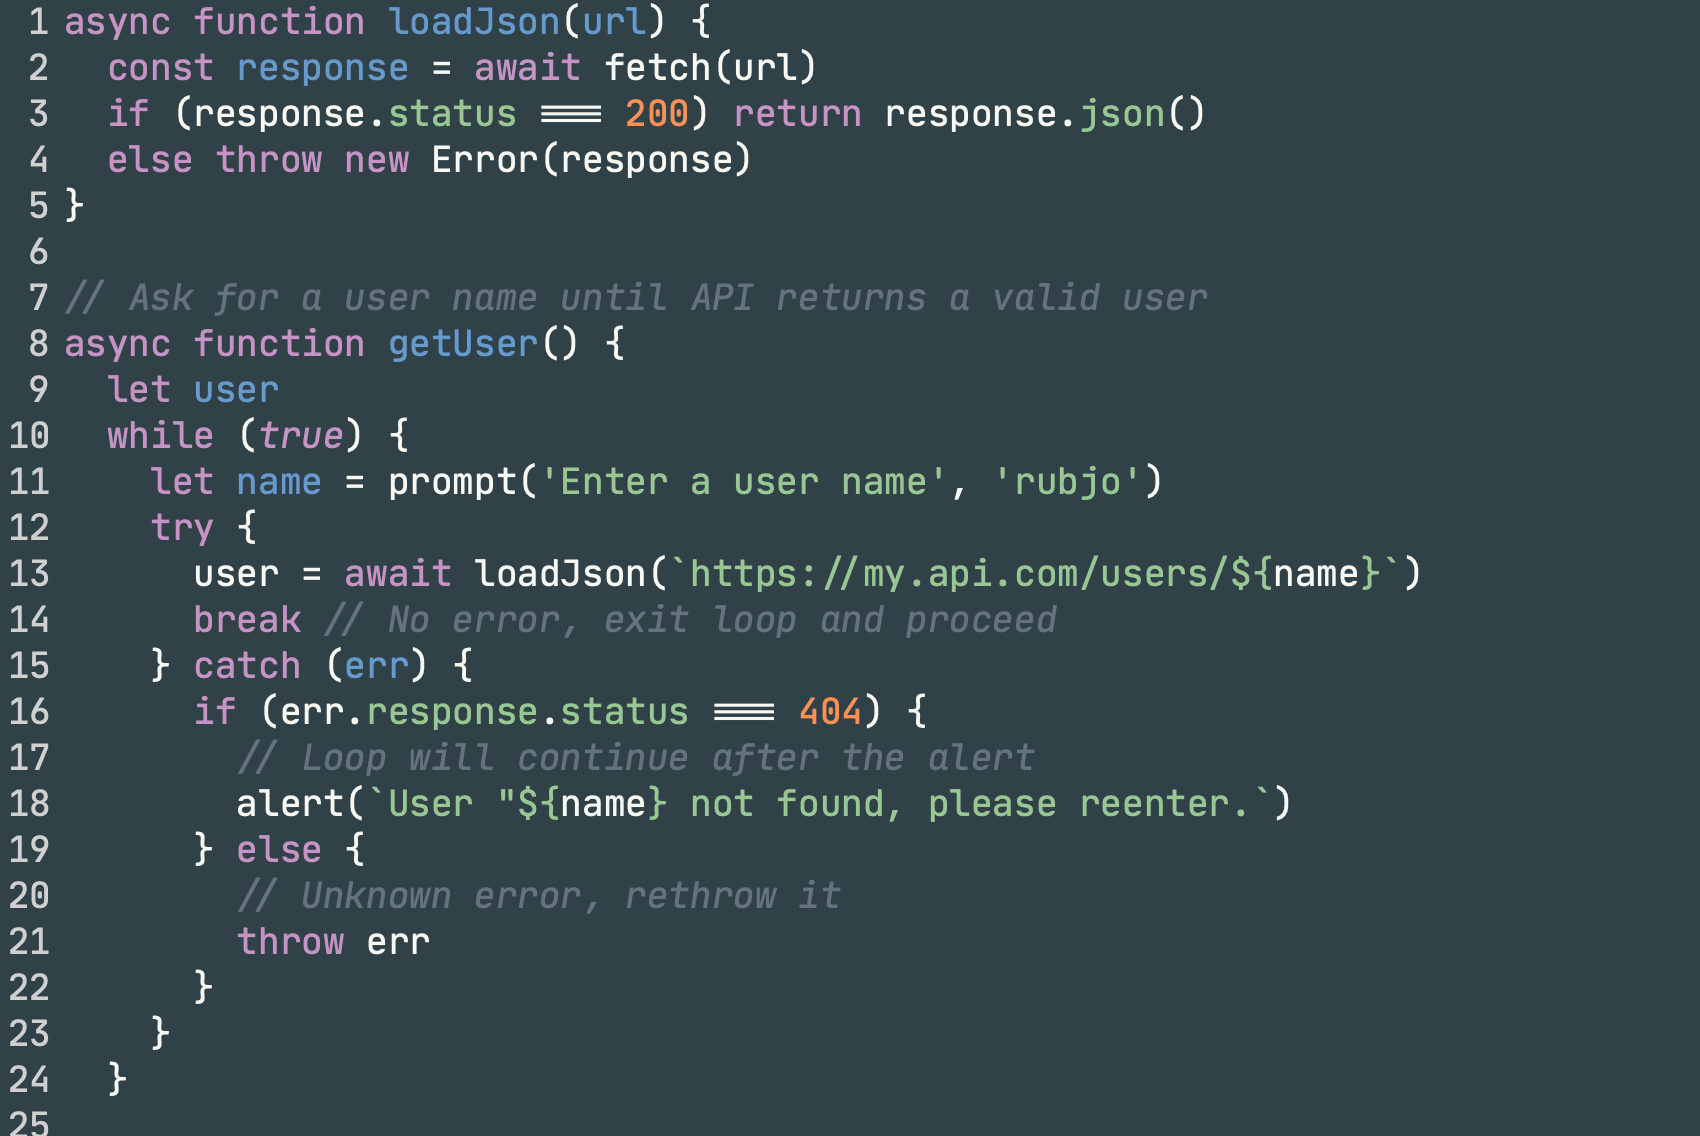 1 async function loadJson(url) {
2   const response = await fetch(url)
3   if (response.status === 200) return response.json()
4   else throw new Error(response)
5 }
6
7 // Ask for a user name until API returns a valid user
8 async function getUser() {
9   let user
10   while (true) {
11     let name = prompt('Enter a user name', 'rubjo')
12     try {
13       user = await loadJson(`https://my.api.com/users/${name}`)
14       break // No error, exit loop and proceed
15     } catch (err) {
16       if (err.response.status === 404) {
17         // Loop will continue after the alert
18         alert(`User "${name} not found, please reenter.`)
19       } else {
20         // Unknown error, rethrow it
21         throw err
22       }
23     }
24   }
25